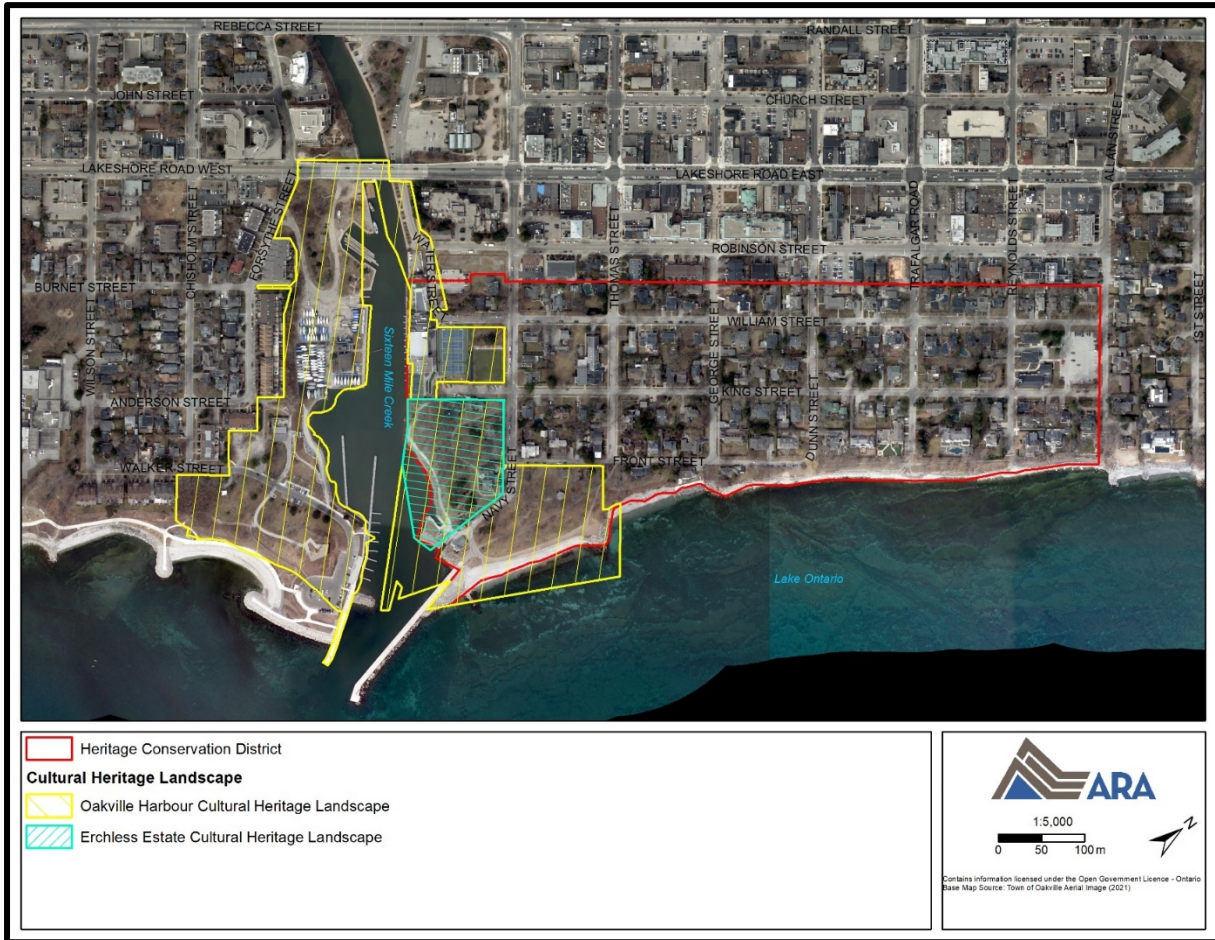 REBECCA STREET
RANDALL STREET
JOHN STREET
CHURCH STREET
ALLAN STREET
LAKESHORE ROAD WEST
LAKESHORE ROAD EAST
CHISHOLM STREET
FORSYTHE STREET
WATER STREET
THOMAS STREET
ROBINSON STREET
TRAFALGAR ROAD
REYNOLDS STREET
BURNET STREET
WILSON STREET
Sixteen Mile Creek
WILLIAM STREET
GEORGE STREET
1ST STREET
ANDERSON STREET
KING STREET
DUNN STREET
WALKER STREET
NAVY STREET
FRONT STREET
Lake Ontario
Heritage Conservation District
Cultural Heritage Landscape
Oakville Harbour Cultural Heritage Landscape
Erchless Estate Cultural Heritage Landscape
ARA
1:5,000
0 50 100 m
N
Contains information licensed under the Open Government Licence - Ontario
Base Map Source: Town of Oakville Aerial Image (2021)